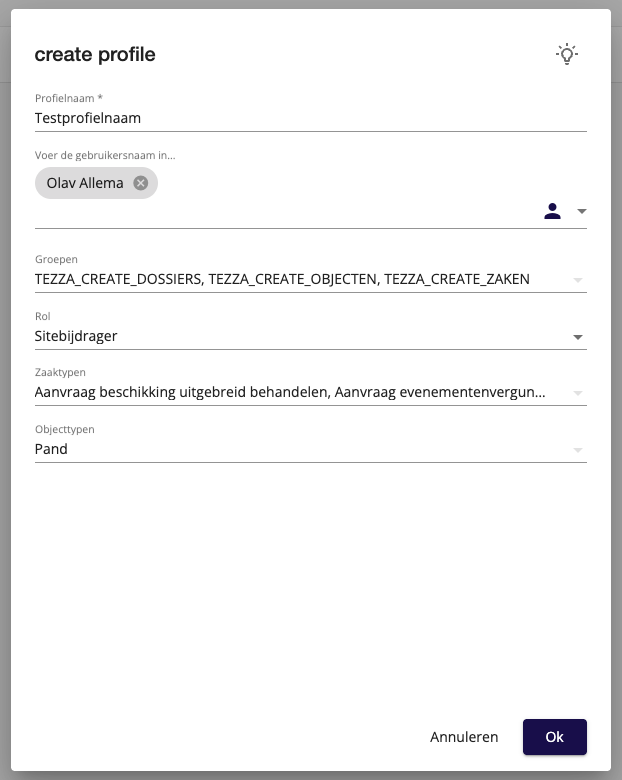 create profile
Profielnaam *
Testprofielnaam
Voer de gebruikersnaam in...
Olav Allema
Groepen
TEZZA_CREATE_DOSSIERS, TEZZA_CREATE_OBJECTEN, TEZZA_CREATE_ZAKEN
Rol
Sitebijdrager
Zaaktypen
Aanvraag beschikking uitgebreid behandelen, Aanvraag evenementenvergun...
Objecttypen
Pand
Annuleren Ok